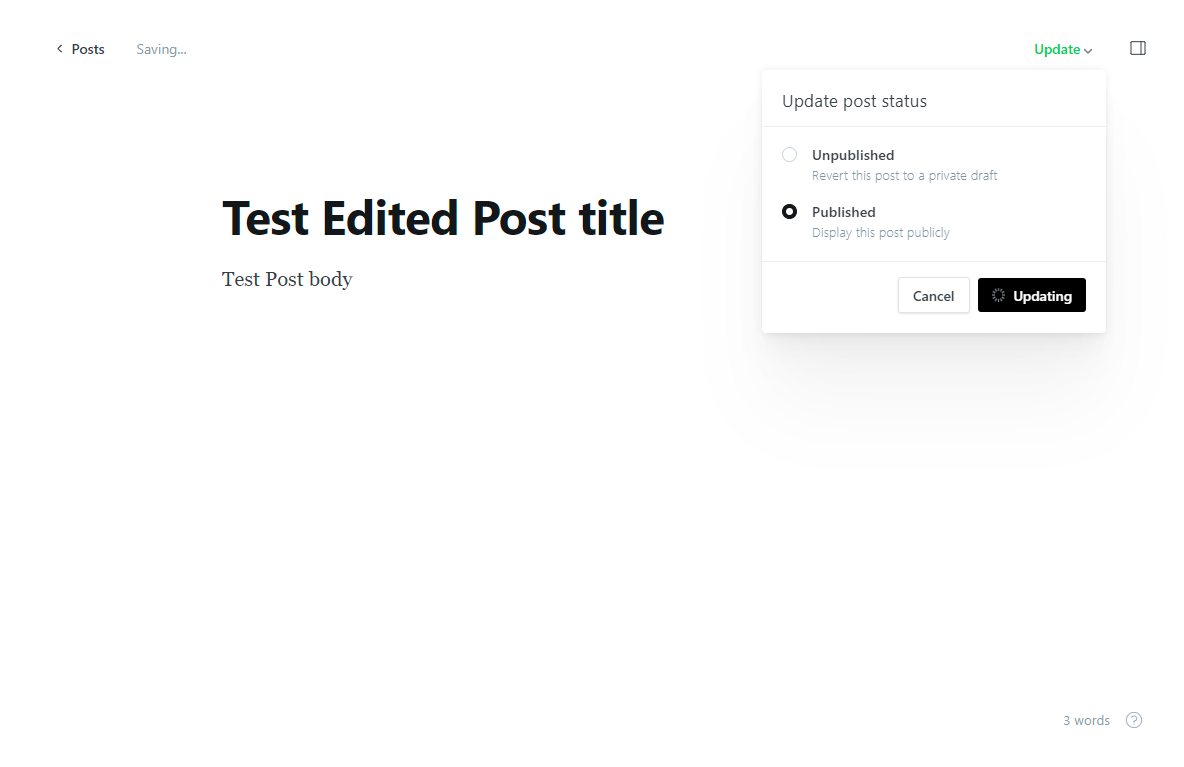 Posts
Saving...
Update
Update post status
Unpublished
Revert this post to a private draft
Published
Display this post publicly
Cancel
Updating
Test Edited Post title
Test Post body
3 words
?